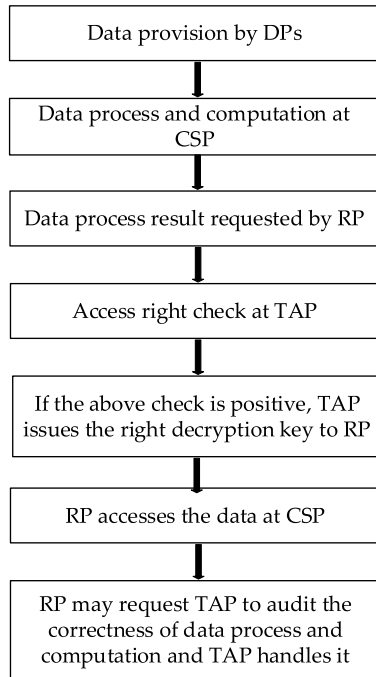 Data provision by DPs
Data process and computation at
CSP
Data process result requested by RP
Access right check at TAP
If the above check is positive, TAP
issues the right decryption key to RP
RP accesses the data at CSP
RP may request TAP to audit the
correctness of data process and
computation and TAP handles it